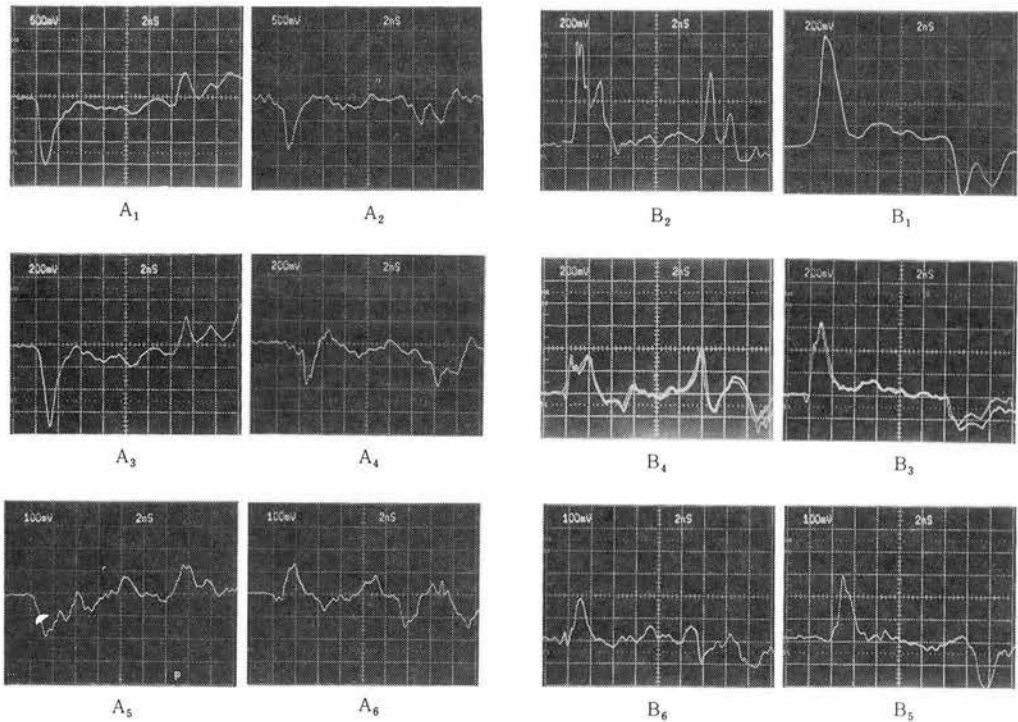 500mV 2nS
500mV 2nS
200mV 2nS
200mV 2nS
A₁
A₂
B₂
B₁
200mV 2nS
200mV 2nS
200mV 2nS
200mV 2nS
A₃
A₄
B₄
B₃
100mV 2nS
P
100mV 2nS
100mV 2nS
100mV 2nS
A₅
A₆
B₆
B₅